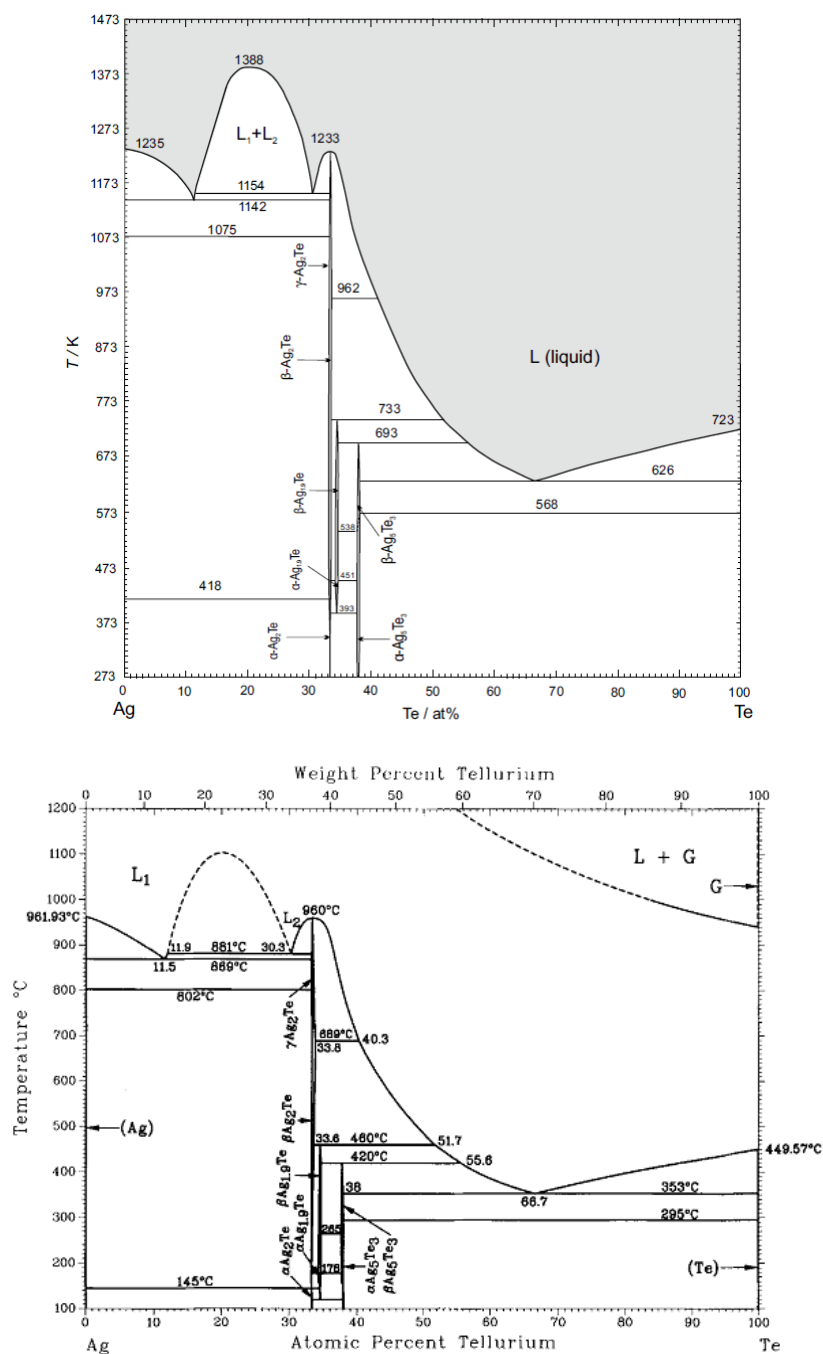 1473
1388
1373
1273
L₁+L₂
1235
1233
1173
1154
1142
1075
1073
γ-Ag₂Te
973
962
T / K
873
β-Ag₂Te
L (liquid)
773
733
723
693
673
626
β-Ag₁.₉Te
573
568
538
β-Ag₅Te₃
α-Ag₁.₉Te
473
451
418
393
373
α-Ag₂Te
α-Ag₅Te₃
273
0 10 20 30 40 50 60 70 80 90 100
Ag Te / at% Te
Weight Percent Tellurium
0 10 20 30 40 50 60 70 80 90 100
1200
L + G
1100
L₁
G
1000
961.93°C
L₂ 960°C
900
11.9 881°C 30.3
11.5 869°C
800
802°C
γAg₂Te
Temperature °C
700
689°C 40.3
33.8
600
βAg₂Te
500
(Ag)
33.6 460°C 51.7
449.57°C
420°C 55.6
400
βAg₁.₉Te
38 353°C
66.7
300
295°C
265
αAg₁.₉Te
αAg₂Te
αAg₅Te₃
βAg₅Te₃
200
178
(Te)
145°C
100
0 10 20 30 40 50 60 70 80 90 100
Ag Atomic Percent Tellurium Te